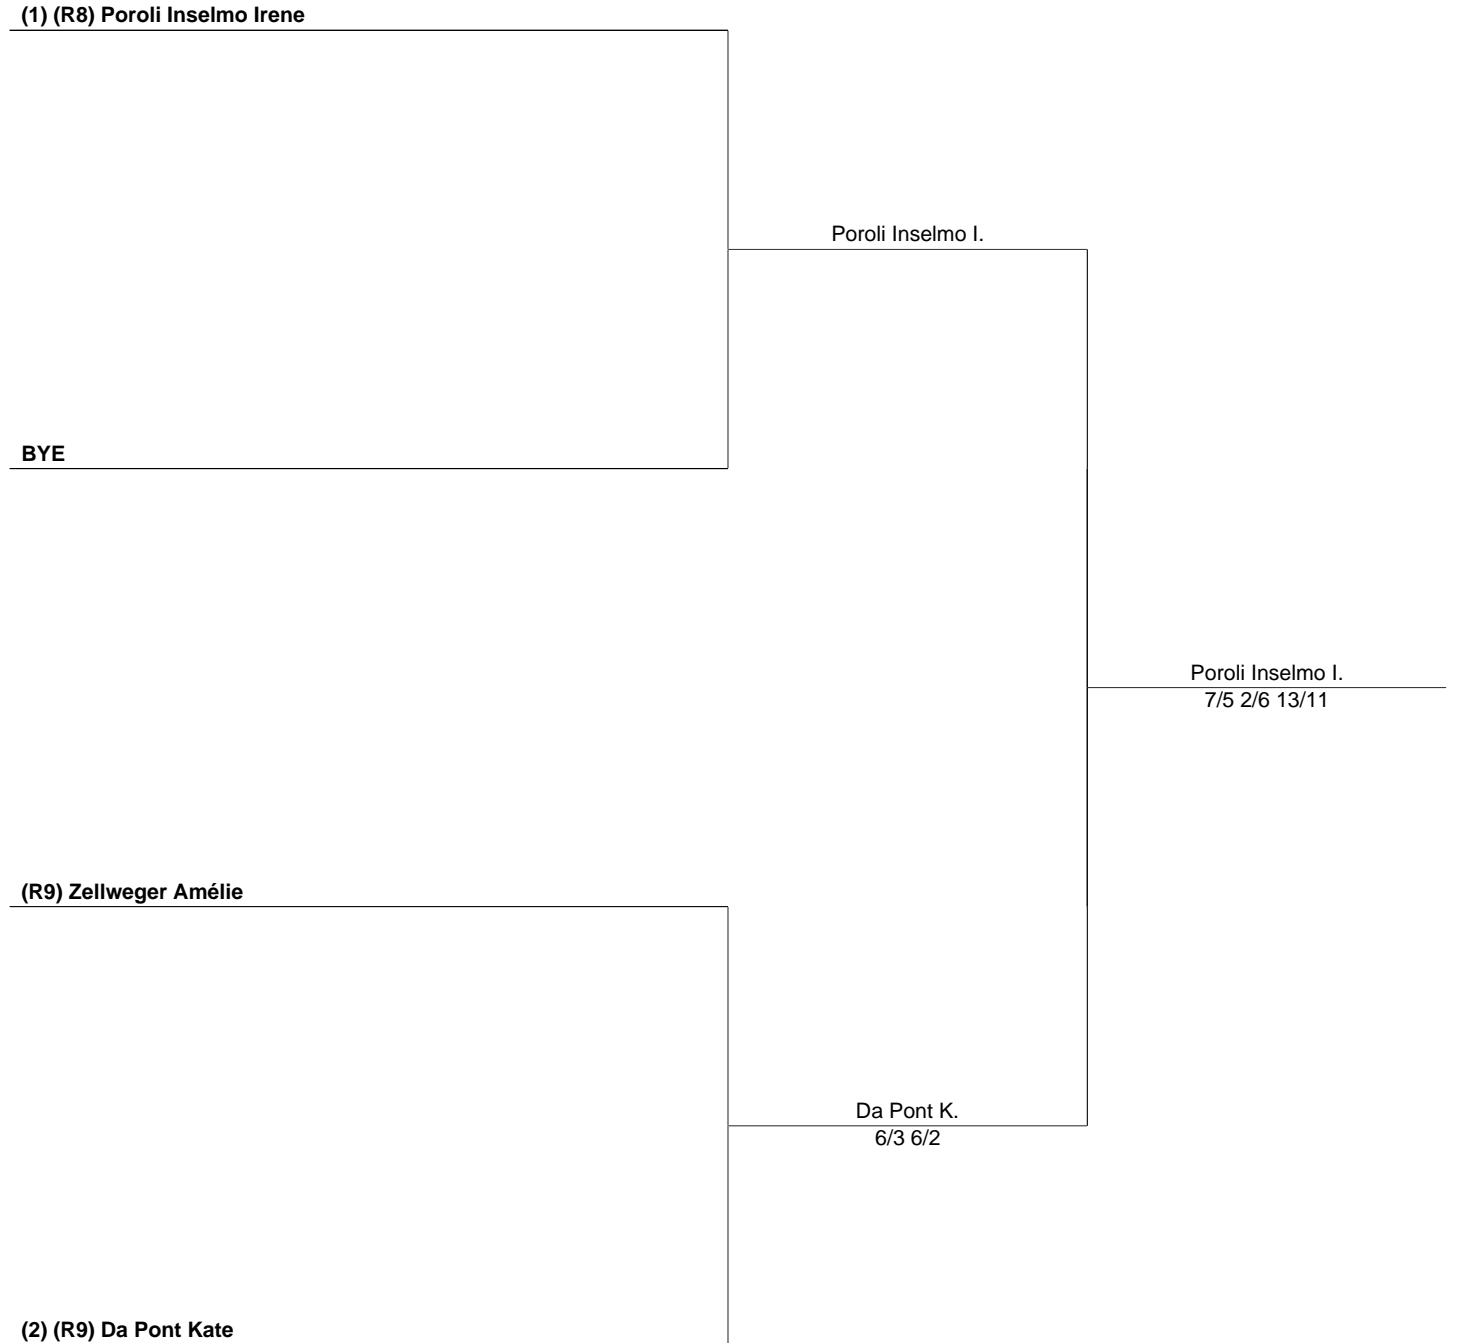 (1) (R8) Poroli Inselmo Irene
Poroli Inselmo I.
BYE
Poroli Inselmo I.
7/5 2/6 13/11
(R9) Zellweger Amélie
Da Pont K.
6/3 6/2
(2) (R9) Da Pont Kate